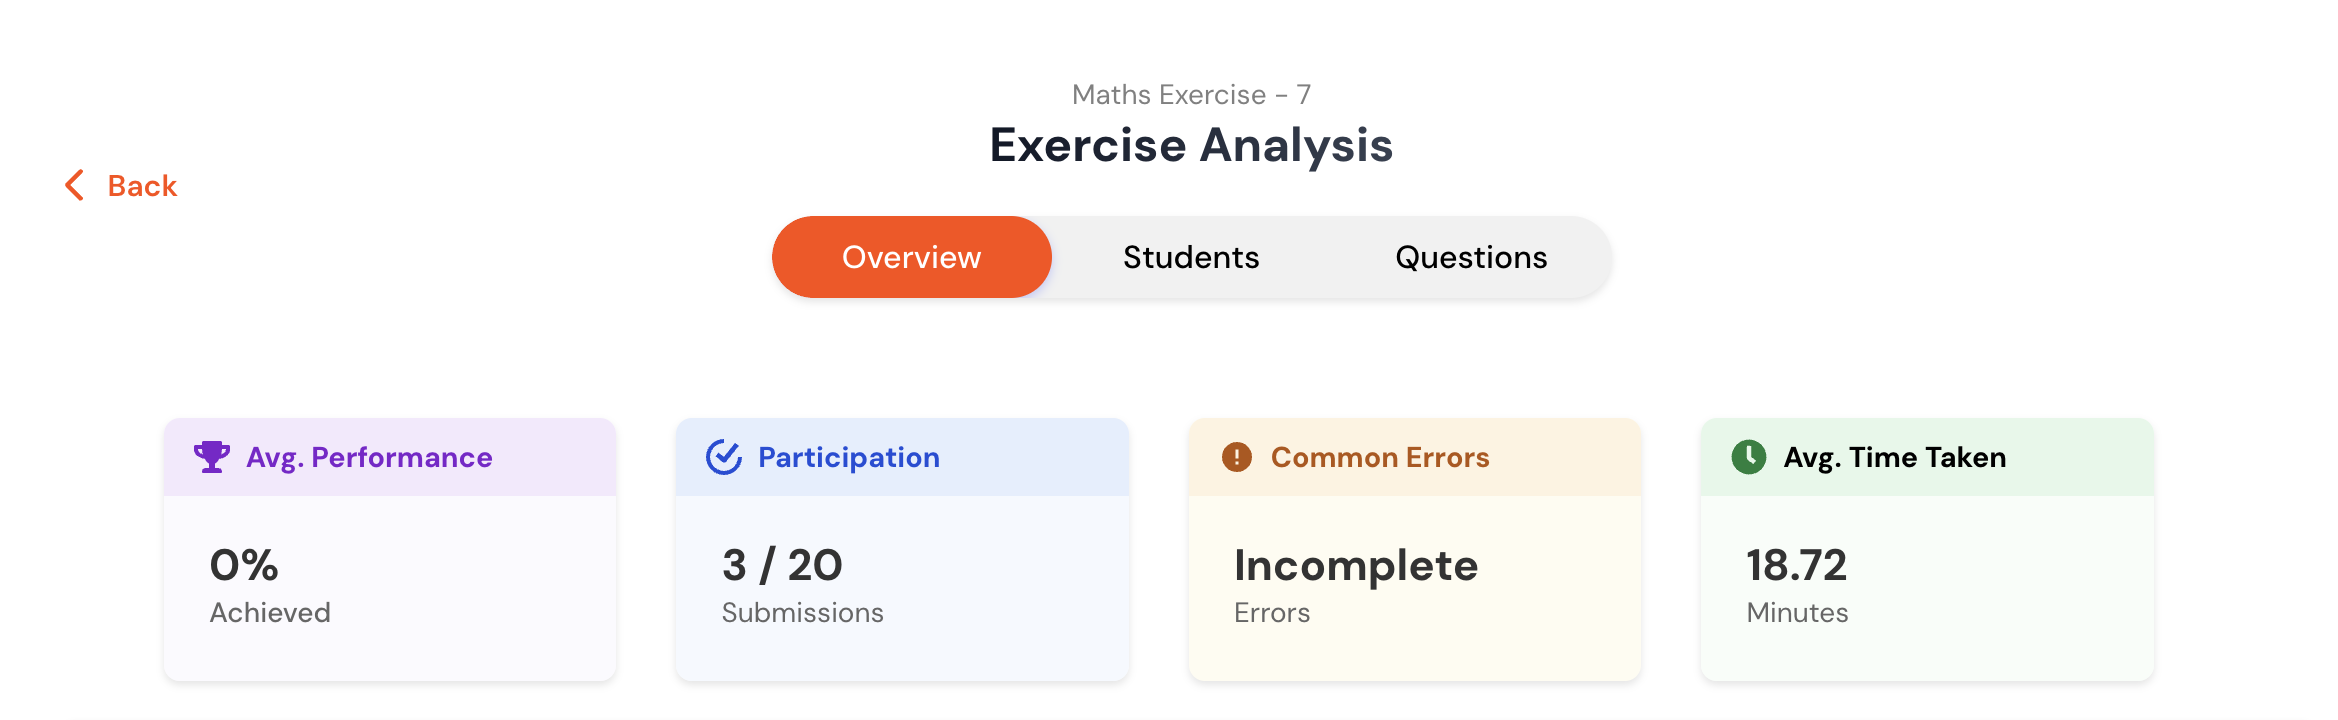 Maths Exercise - 7
Exercise Analysis
Back
Overview
Students
Questions
Avg. Performance
0%
Achieved
Participation
3 / 20
Submissions
Common Errors
Incomplete
Errors
Avg. Time Taken
18.72
Minutes